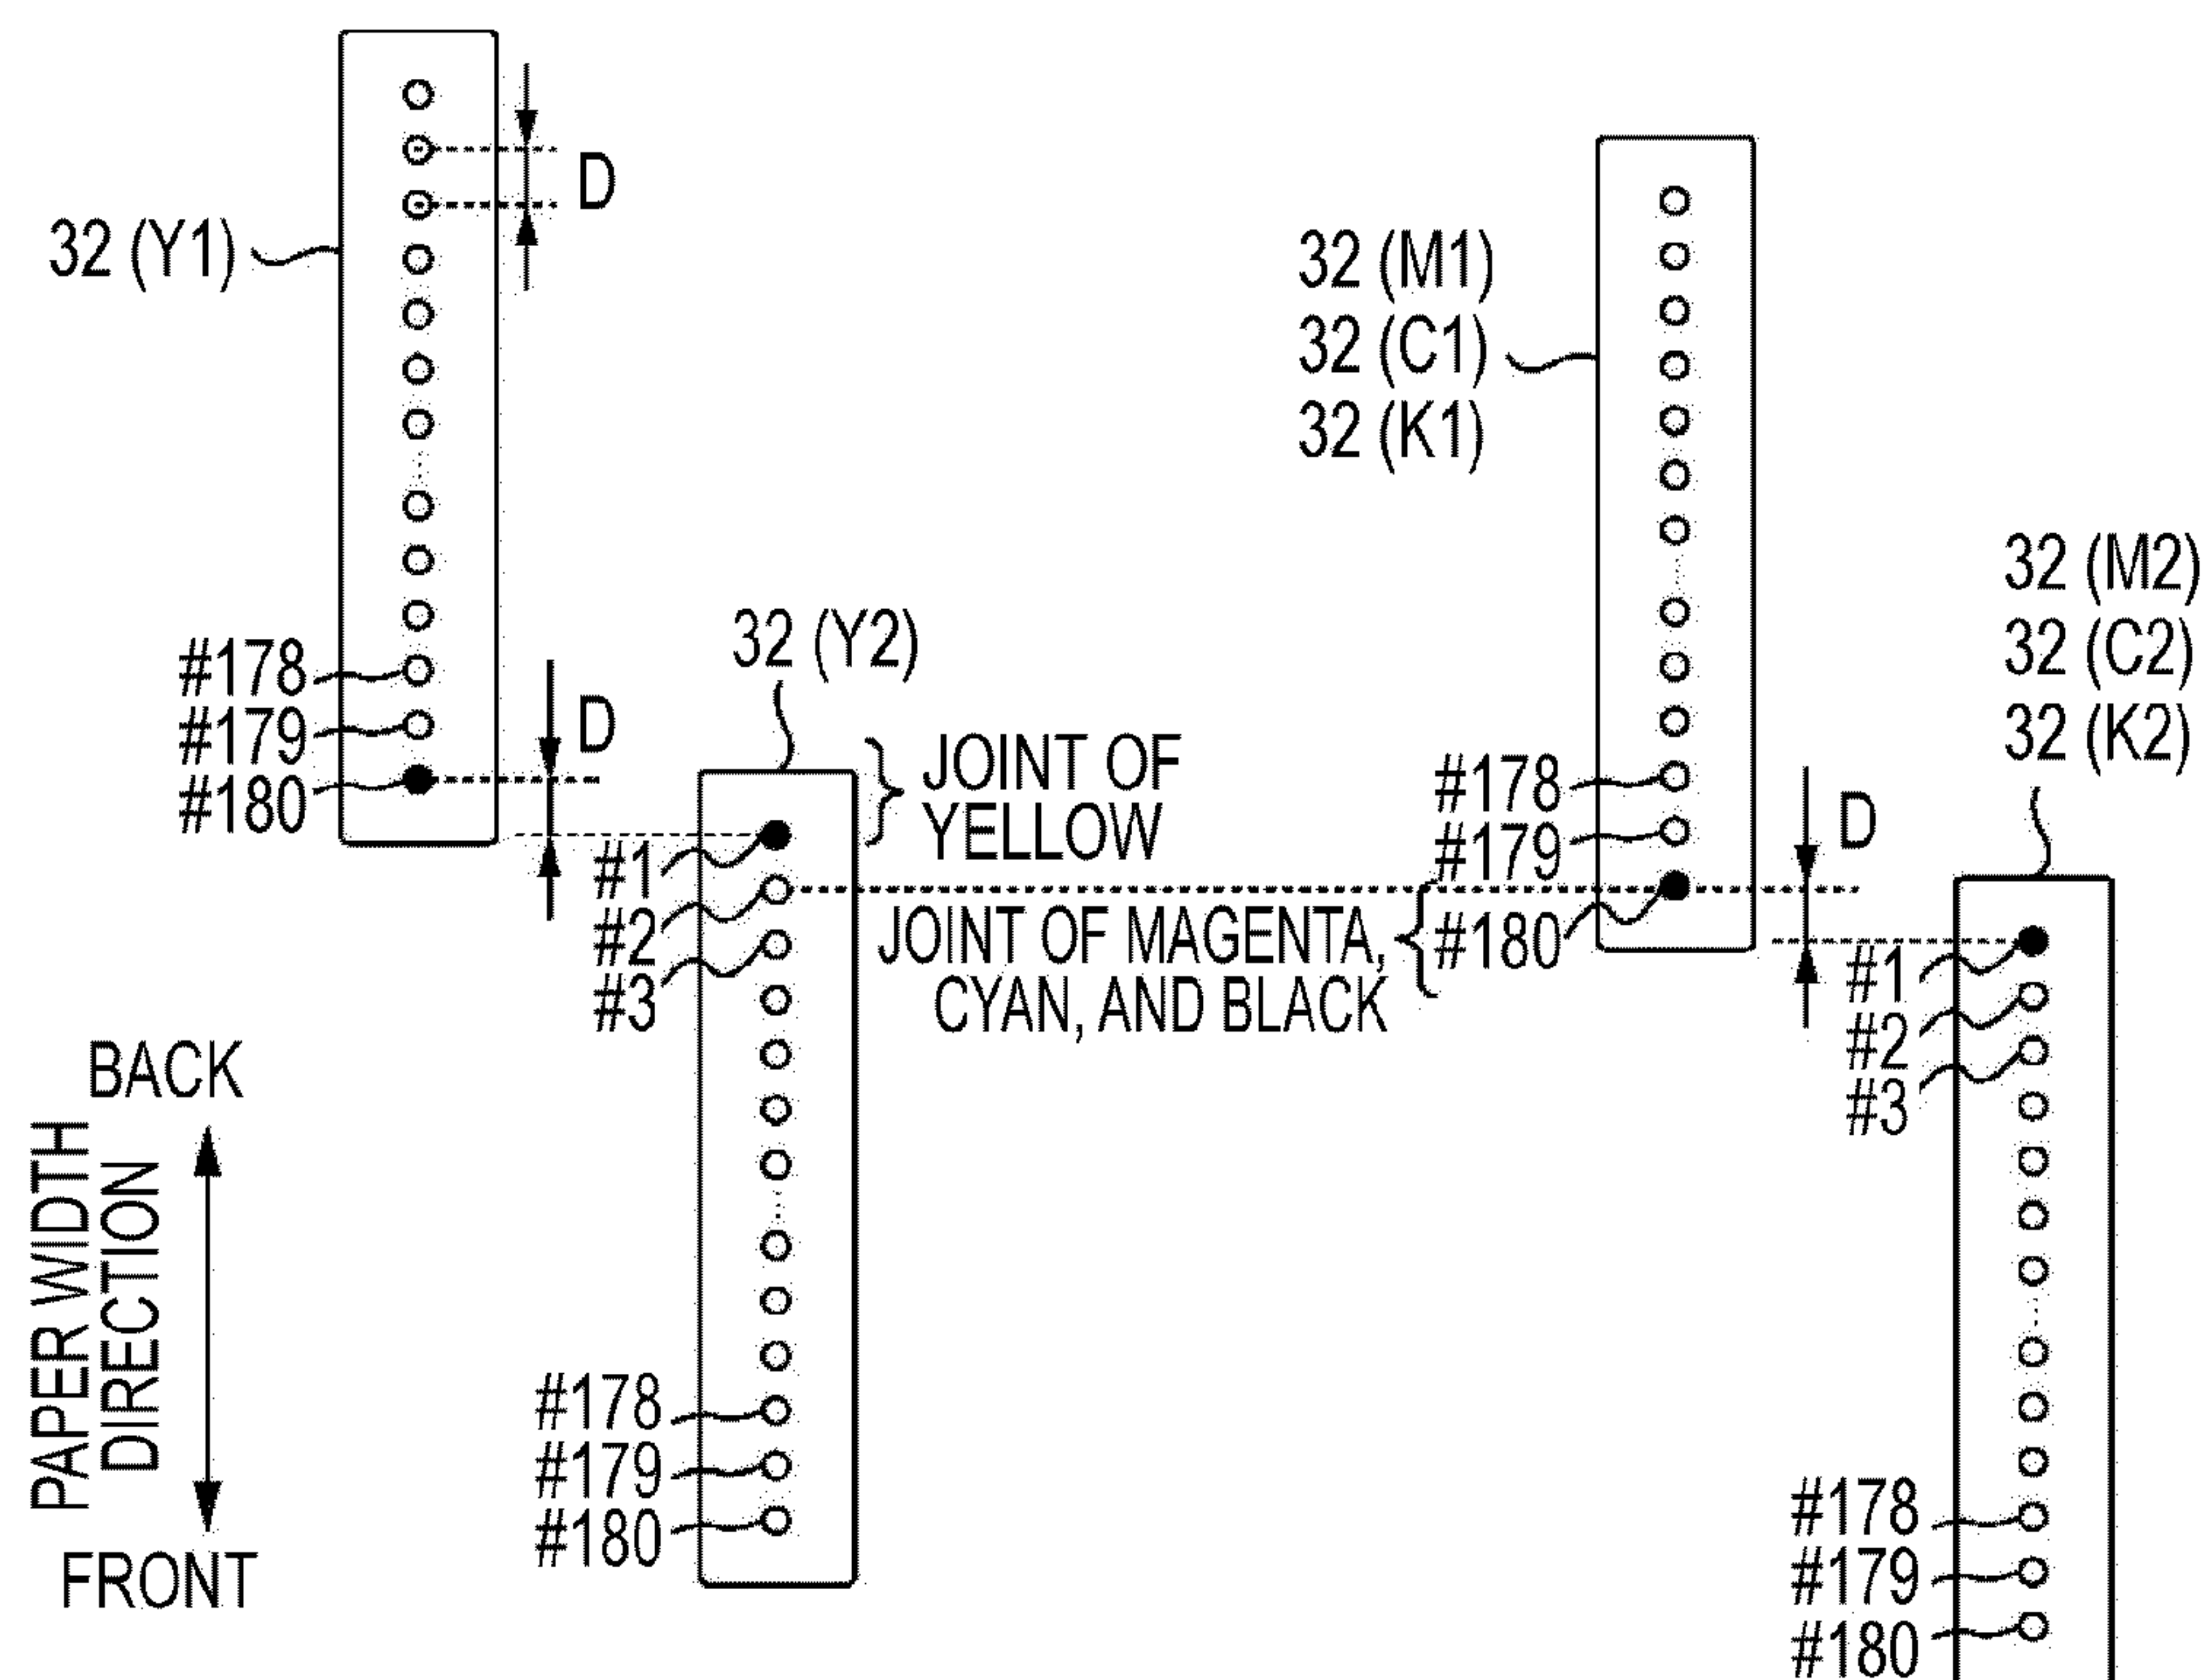 32 (Y1)
D
#178
#179
#180
D
32 (Y2)
JOINT OF
YELLOW
#1
#2
#3
#178
#179
#180
32 (M1)
32 (C1)
32 (K1)
#178
#179
#180
JOINT OF MAGENTA,
CYAN, AND BLACK
D
32 (M2)
32 (C2)
32 (K2)
#1
#2
#3
#178
#179
#180
BACK
PAPER WIDTH
DIRECTION
FRONT